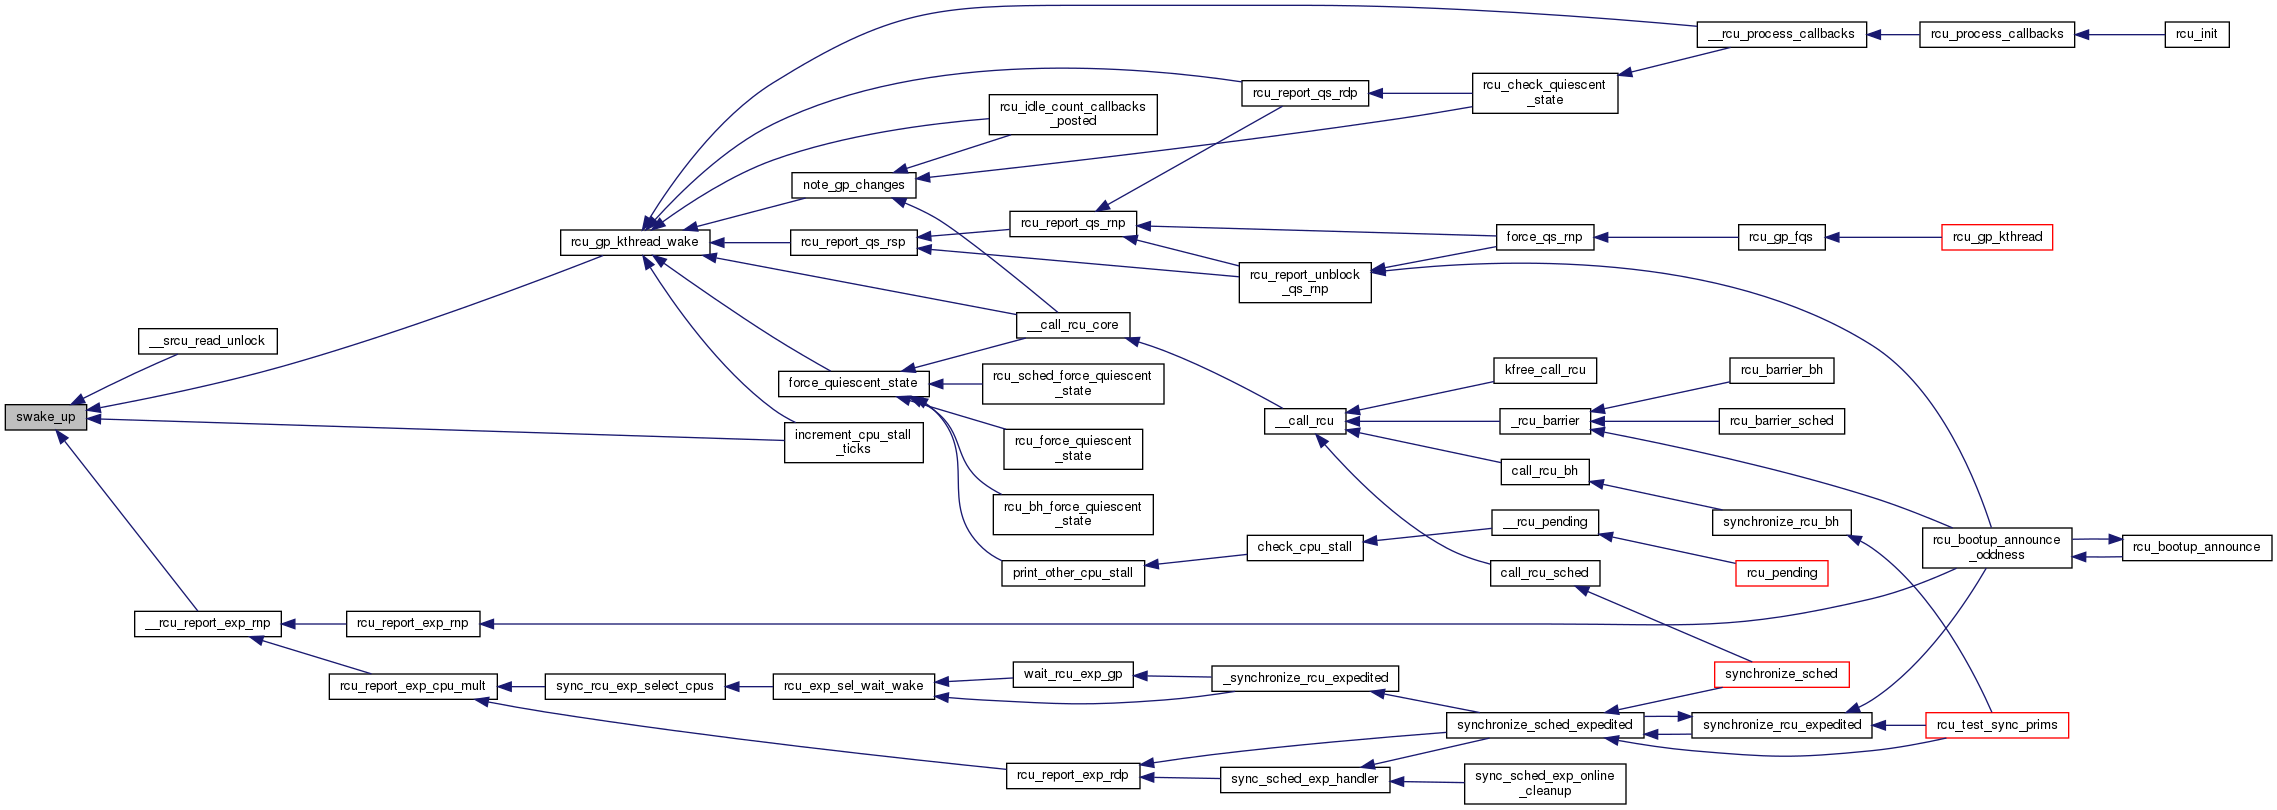 __rcu_process_callbacks
rcu_process_callbacks
rcu_init
rcu_report_qs_rdp
rcu_check_quiescent
_state
rcu_idle_count_callbacks
_posted
note_gp_changes
rcu_report_qs_rnp
rcu_gp_kthread_wake
rcu_report_qs_rsp
force_qs_rnp
rcu_gp_fqs
rcu_gp_kthread
rcu_report_unblock
_qs_rnp
__call_rcu_core
__srcu_read_unlock
force_quiescent_state
rcu_sched_force_quiescent
_state
kfree_call_rcu
rcu_barrier_bh
swake_up
__call_rcu
_rcu_barrier
rcu_barrier_sched
increment_cpu_stall
_ticks
rcu_force_quiescent
_state
call_rcu_bh
rcu_bh_force_quiescent
_state
__rcu_pending
synchronize_rcu_bh
check_cpu_stall
rcu_bootup_announce
_oddness
rcu_bootup_announce
print_other_cpu_stall
call_rcu_sched
rcu_pending
__rcu_report_exp_rnp
rcu_report_exp_rnp
rcu_report_exp_cpu_mult
sync_rcu_exp_select_cpus
rcu_exp_sel_wait_wake
wait_rcu_exp_gp
_synchronize_rcu_expedited
synchronize_sched
synchronize_sched_expedited
synchronize_rcu_expedited
rcu_test_sync_prims
rcu_report_exp_rdp
sync_sched_exp_handler
sync_sched_exp_online
_cleanup